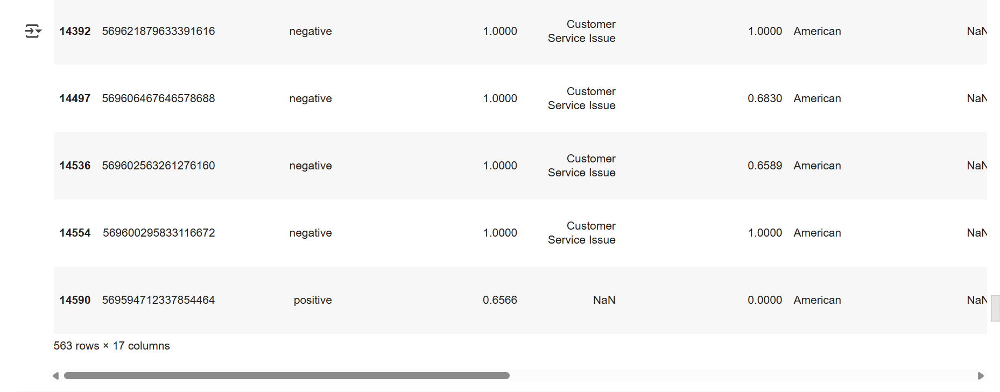 14392 569621879633391616 negative 1.0000 Customer Service Issue 1.0000 American NaN
14497 569606467646578688 negative 1.0000 Customer Service Issue 0.6830 American NaN
14536 569602563261276160 negative 1.0000 Customer Service Issue 0.6589 American NaN
14554 569600295833116672 negative 1.0000 Customer Service Issue 1.0000 American NaN
14590 569594712337854464 positive 0.6566 NaN 0.0000 American NaN
563 rows × 17 columns